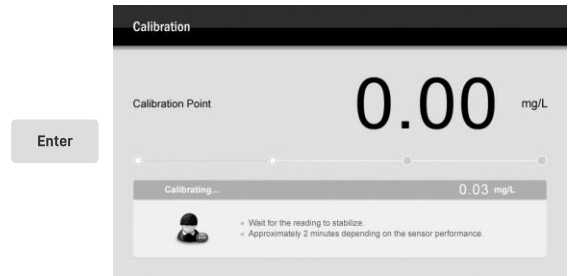 Calibration
Calibration Point 0.00 mg/L
Enter
Calibrating... 0.03 mg/L
Wait for the reading to stabilize.
Approximately 2 minutes depending on the sensor performance.